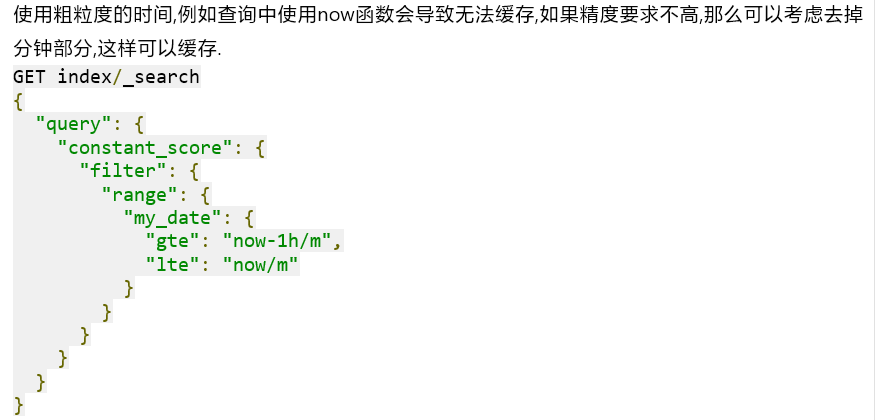 使用粗粒度的时间,例如查询中使用now函数会导致无法缓存,如果精度要求不高,那么可以考虑去掉
分钟部分,这样可以缓存.
GET index/_search
{
  "query": {
    "constant_score": {
      "filter": {
        "range": {
          "my_date": {
            "gte": "now-1h/m",
            "lte": "now/m"
          }
        }
      }
    }
  }
}